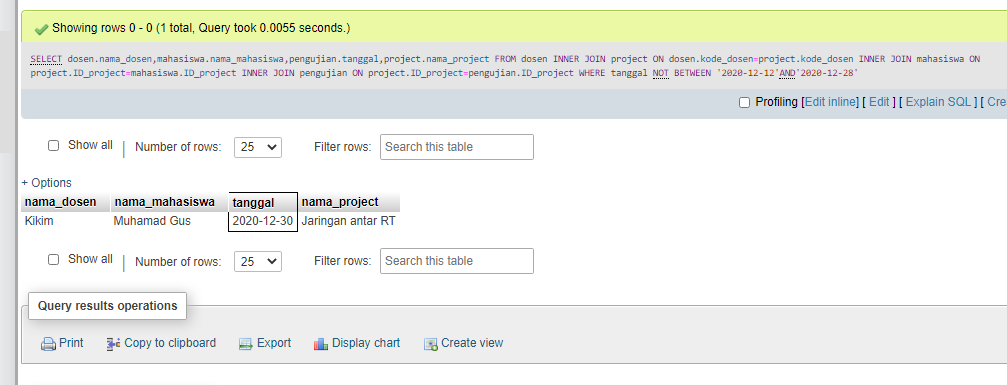 Showing rows 0 - 0 (1 total, Query took 0.0055 seconds.)
SELECT dosen.nama_dosen,mahasiswa.nama_mahasiswa,pengujian.tanggal,project.nama_project FROM dosen INNER JOIN project ON dosen.kode_dosen=project.kode_dosen INNER JOIN mahasiswa ON
project.ID_project=mahasiswa.ID_project INNER JOIN pengujian ON project.ID_project=pengujian.ID_project WHERE tanggal NOT BETWEEN '2020-12-12'AND'2020-12-28'
Profiling [Edit inline] [ Edit ] [ Explain SQL ] [ Cre
Show all | Number of rows: 25 Filter rows: Search this table
+ Options
nama_dosen nama_mahasiswa tanggal nama_project
Kikim Muhamad Gus 2020-12-30 Jaringan antar RT
Show all | Number of rows: 25 Filter rows: Search this table
Query results operations
Print Copy to clipboard Export Display chart Create view